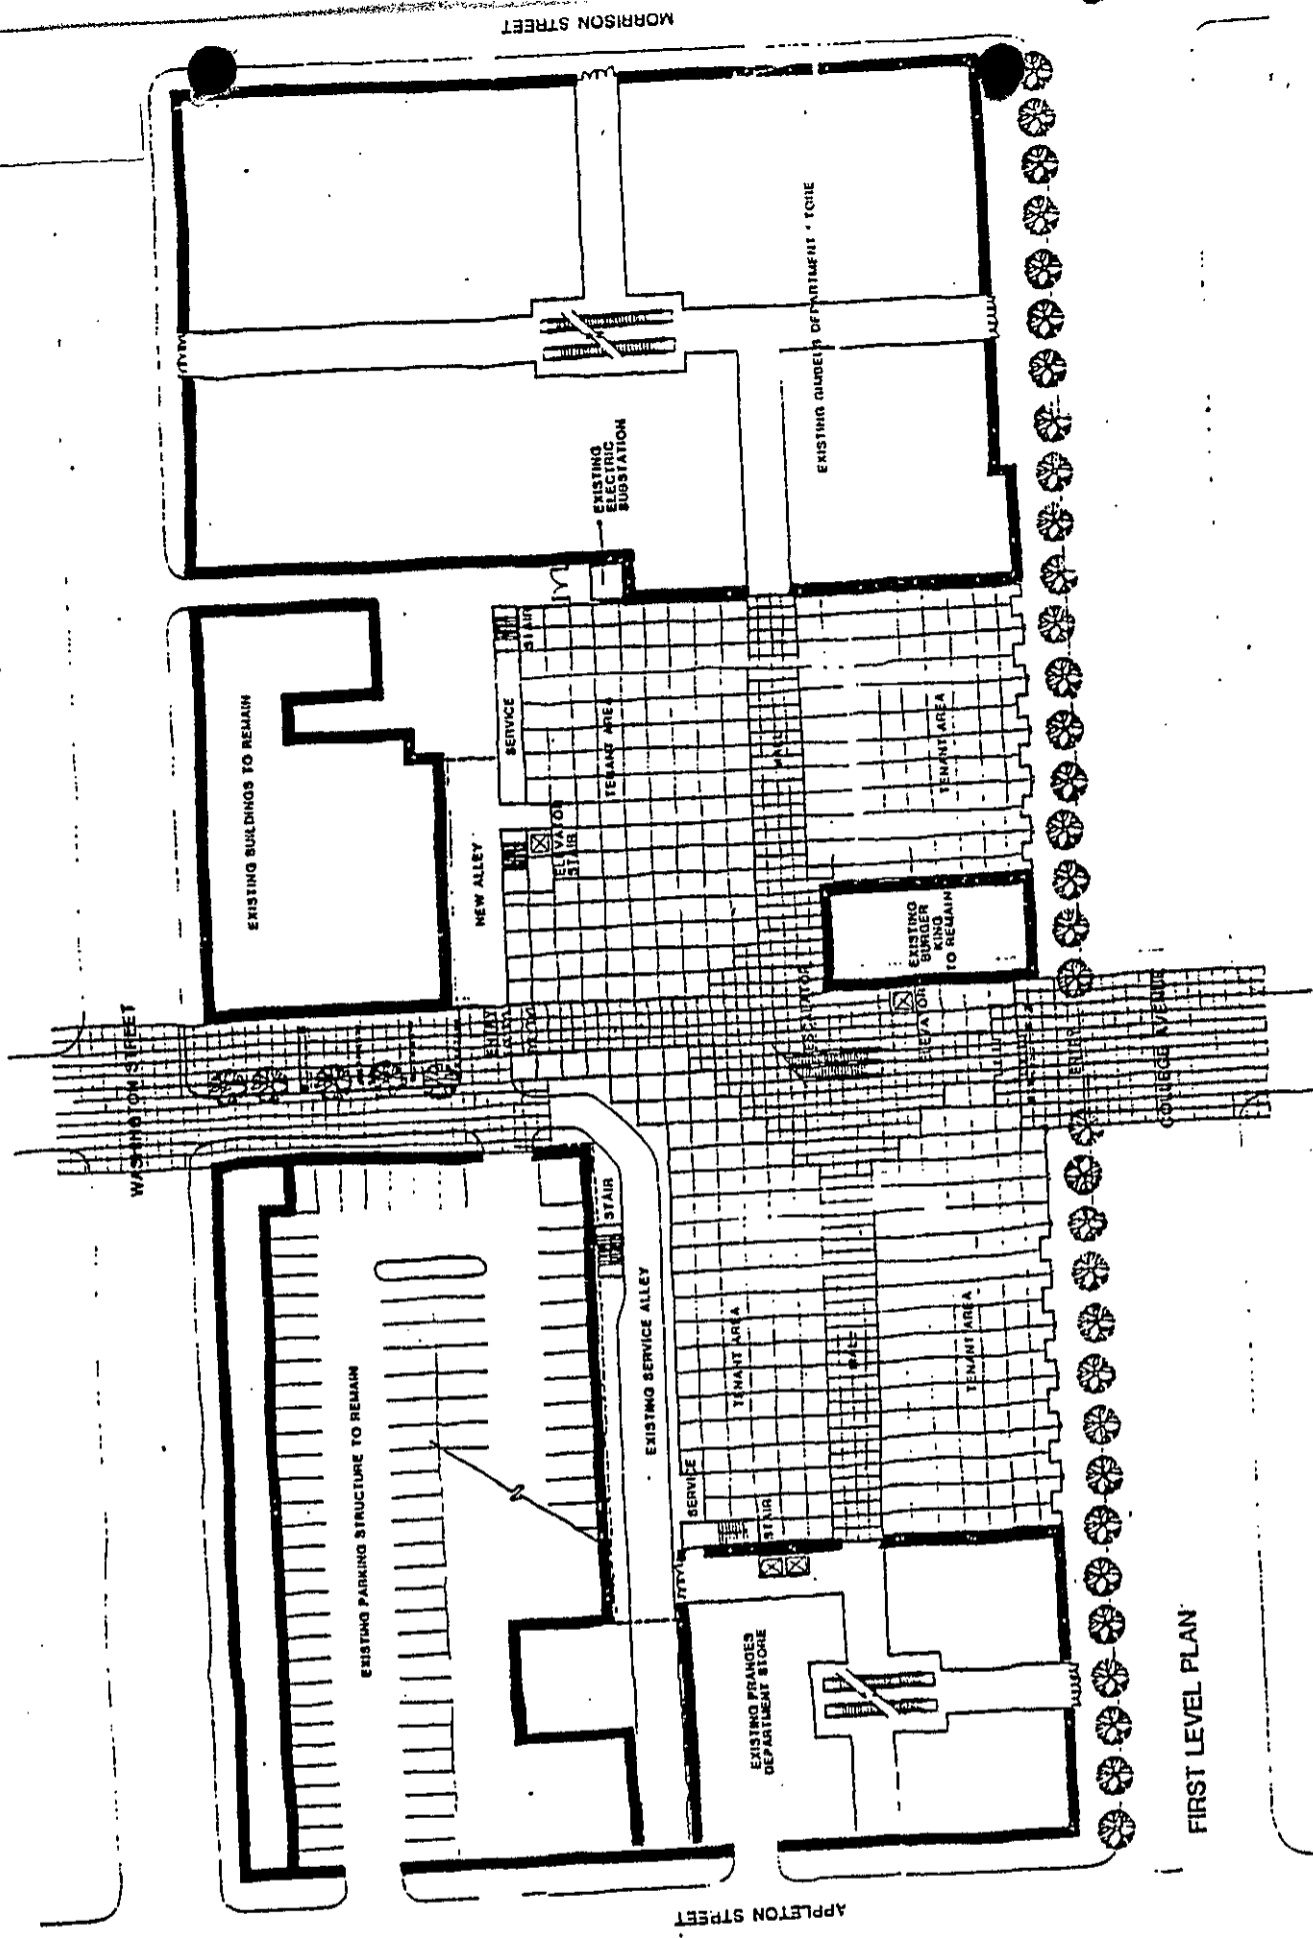 MORRISON STREET
EXISTING GIMBELS DEPARTMENT STORE
EXISTING
ELECTRIC
SUBSTATION
STAIR
SERVICE
TENANT AREA
MALL
TENANT AREA
EXISTING BUILDINGS TO REMAIN
NEW ALLEY
ELEVATOR
STAIR
EXISTING
BURGER
KING
TO REMAIN
WASHINGTON STREET
ENTRY
ESCALATOR
ELEVATOR
ENTRY
COLLEGE AVENUE
STAIR
EXISTING SERVICE ALLEY
TENANT AREA
MALL
TENANT AREA
EXISTING PARKING STRUCTURE TO REMAIN
SERVICE
STAIR
EXISTING PRANGES
DEPARTMENT STORE
FIRST LEVEL PLAN
APPLETON STREET